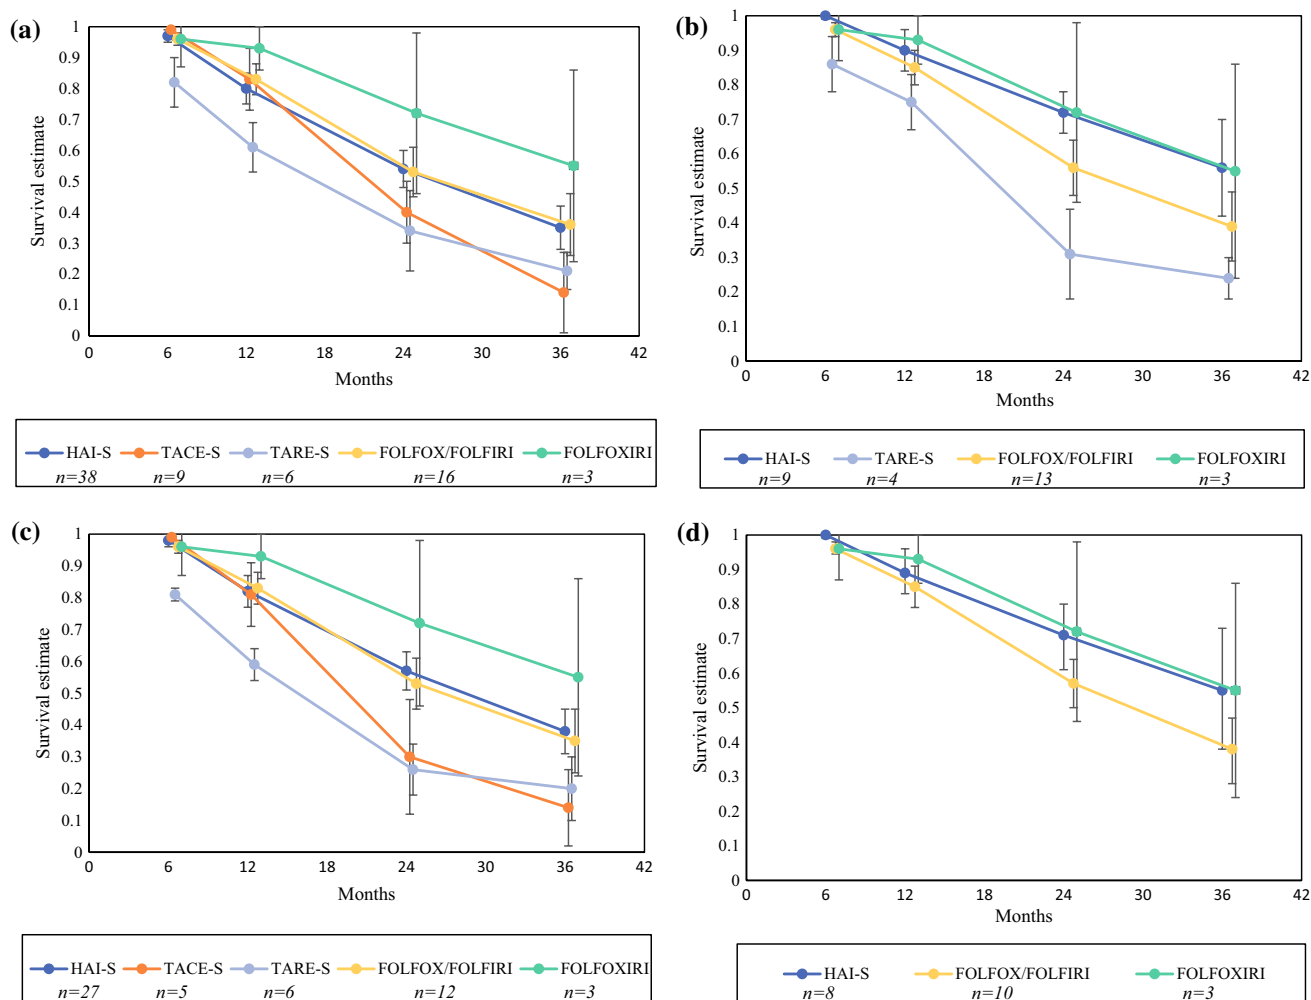 (a)
1
0.9
0.8
0.7
0.6
0.5
0.4
0.3
0.2
0.1
0
Survival estimate
0 6 12 18 24 30 36 42
Months
HAI-S TACE-S TARE-S FOLFOX/FOLFIRI FOLFOXIRI
n=38 n=9 n=6 n=16 n=3
(b)
1
0.9
0.8
0.7
0.6
0.5
0.4
0.3
0.2
0.1
0
Survival estimate
0 6 12 18 24 30 36 42
Months
HAI-S TARE-S FOLFOX/FOLFIRI FOLFOXIRI
n=9 n=4 n=13 n=3
(c)
1
0.9
0.8
0.7
0.6
0.5
0.4
0.3
0.2
0.1
0
Survival estimate
0 6 12 18 24 30 36 42
Months
HAI-S TACE-S TARE-S FOLFOX/FOLFIRI FOLFOXIRI
n=27 n=5 n=6 n=12 n=3
(d)
1
0.9
0.8
0.7
0.6
0.5
0.4
0.3
0.2
0.1
0
Survival estimate
0 6 12 18 24 30 36 42
Months
HAI-S FOLFOX/FOLFIRI FOLFOXIRI
n=8 n=10 n=3